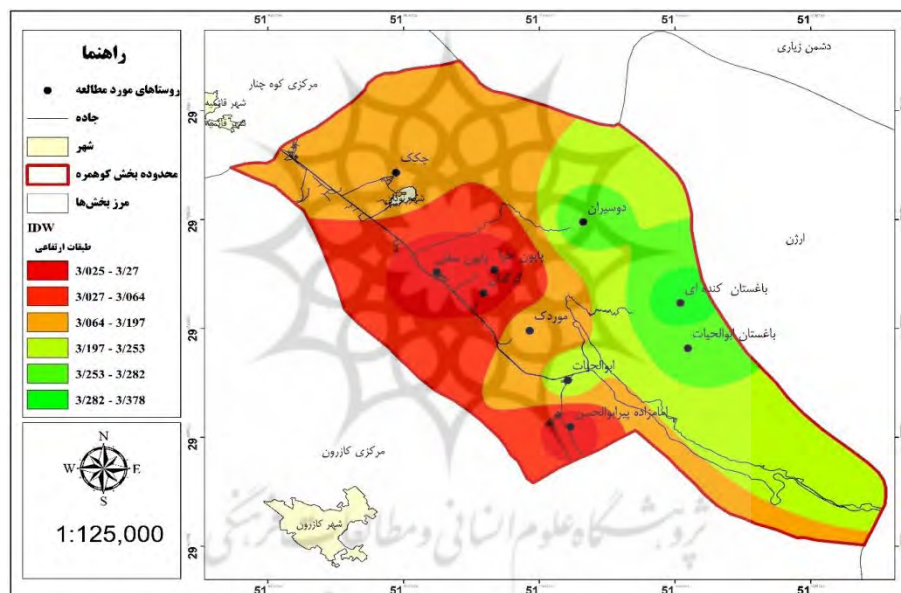 راهنما
روستاهای مورد مطالعه
جاده
شهر
محدوده بخش کوهمره
مرز بخش‌ها
IDW
طبقات ارتفاعی
3/025 - 3/27
3/027 - 3/064
3/064 - 3/197
3/197 - 3/253
3/253 - 3/282
3/282 - 3/378
N
W E
S
1:125,000
51 51 51 51 51
29
29
29
29
29
51 51 51 51 51
دشمن زیاری
مرکزی کوه چنار
جکک
دوسیران
ارژن
باغستان کنده ای
موردک
باغستان ابوالحیات
ابوالحیات
امامزاده پیرابوالحسن
مرکزی کازرون
شهر کازرون
پژوهشگاه علوم انسانی و مطالعات فرهنگی